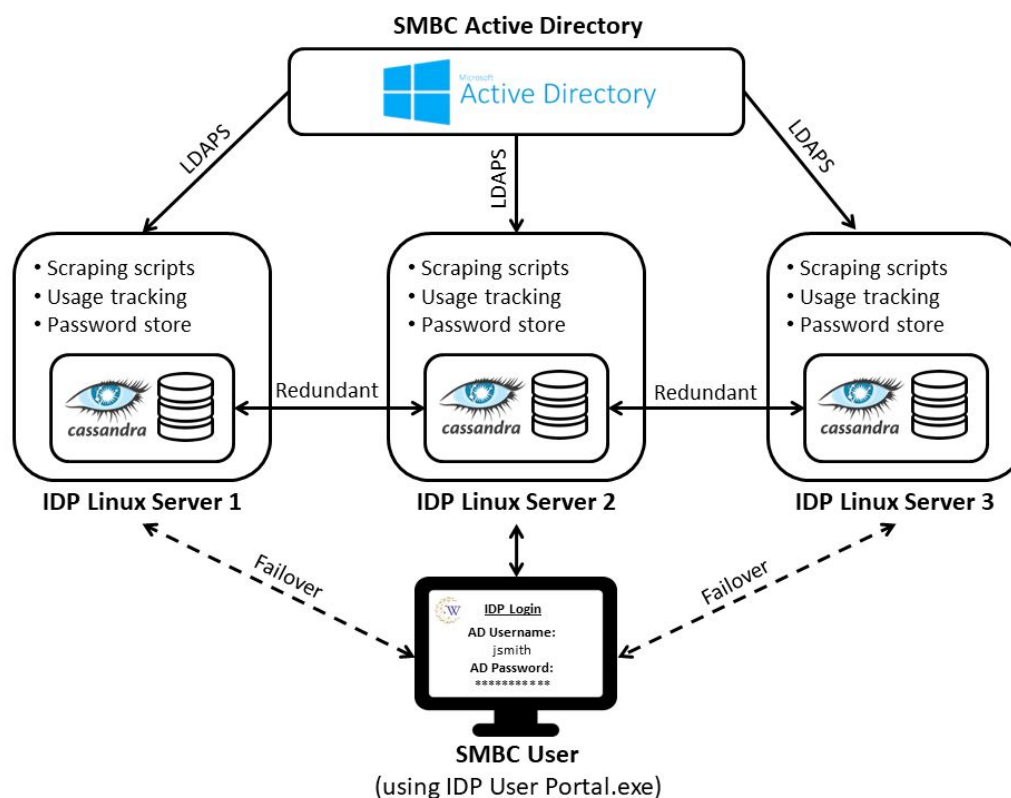 SMBC Active Directory
Microsoft
Active Directory
LDAPS
LDAPS
LDAPS
• Scraping scripts
• Usage tracking
• Password store
cassandra
IDP Linux Server 1
Redundant
• Scraping scripts
• Usage tracking
• Password store
cassandra
IDP Linux Server 2
Redundant
• Scraping scripts
• Usage tracking
• Password store
cassandra
IDP Linux Server 3
Failover
Failover
W
IDP Login
AD Username:
jsmith
AD Password:
***********
SMBC User
(using IDP User Portal.exe)